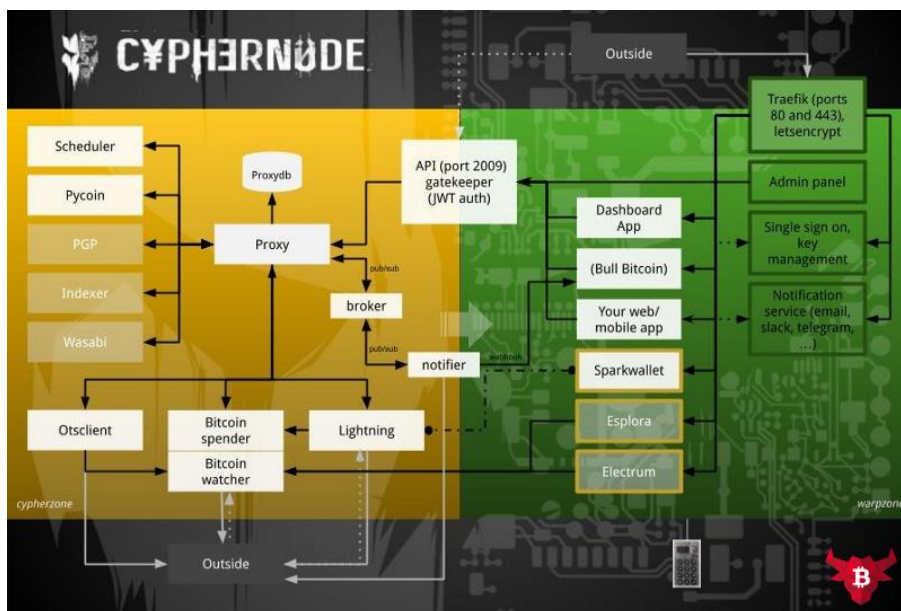 C¥PHƎRNØDE
Outside
Traefik (ports
80 and 443),
letsencrypt
Scheduler
Pycoin
PGP
Indexer
Wasabi
Proxydb
Proxy
API (port 2009)
gatekeeper
(JWT auth)
Admin panel
Dashboard
App
Single sign on,
key
management
(Bull Bitcoin)
pub/sub
broker
pub/sub
Your web/
mobile app
Notification
service (email,
slack, telegram,
...)
notifier
webhook
Sparkwallet
Otsclient
Bitcoin
spender
Bitcoin
watcher
Lightning
Esplora
Electrum
cypherzone
warpzone
Outside
B